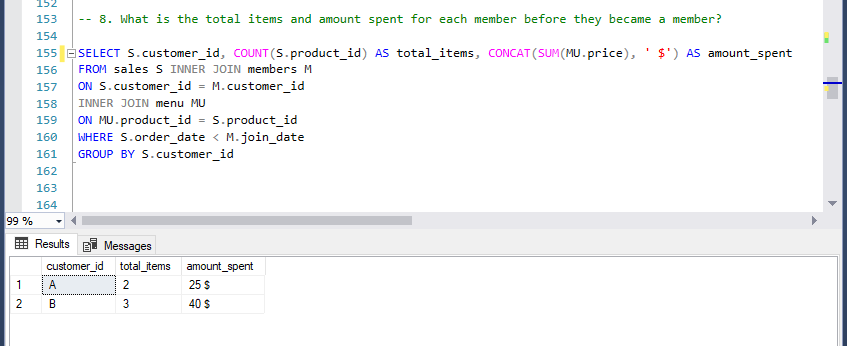 152
153 -- 8. What is the total items and amount spent for each member before they became a member?
154
155 SELECT S.customer_id, COUNT(S.product_id) AS total_items, CONCAT(SUM(MU.price), ' $') AS amount_spent
156 FROM sales S INNER JOIN members M
157 ON S.customer_id = M.customer_id
158 INNER JOIN menu MU
159 ON MU.product_id = S.product_id
160 WHERE S.order_date < M.join_date
161 GROUP BY S.customer_id
162
163
164
99 %
Results Messages
customer_id total_items amount_spent
1 A 2 25 $
2 B 3 40 $